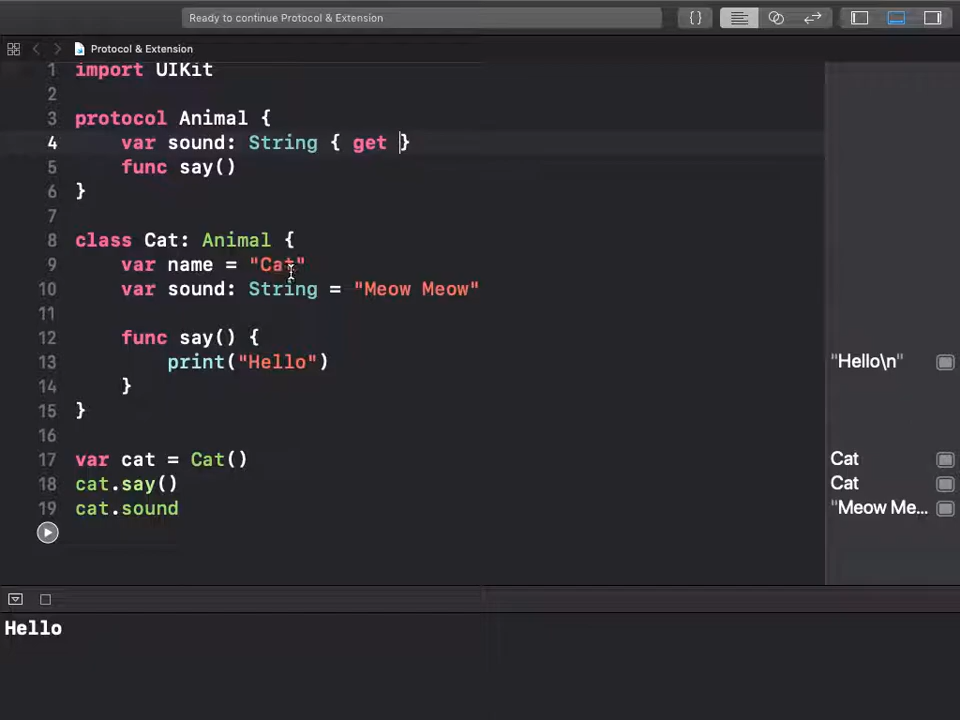 Ready to continue Protocol & Extension
{ }
Protocol & Extension
1 import UIKit
2
3 protocol Animal {
4     var sound: String { get }
5     func say()
6 }
7
8 class Cat: Animal {
9     var name = "Cat"
10     var sound: String = "Meow Meow"
11
12     func say() {
13         print("Hello")
"Hello\n"
14     }
15 }
16
17 var cat = Cat()
Cat
18 cat.say()
Cat
19 cat.sound
"Meow Me...
Hello